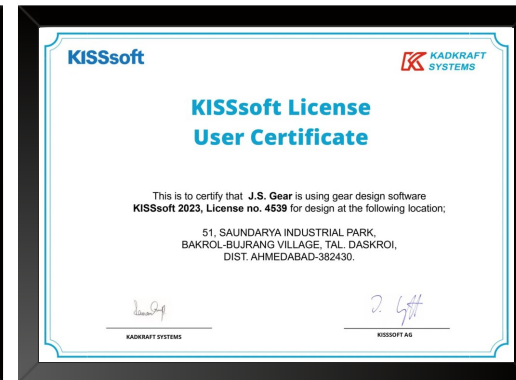 KISSsoft
KADKRAFT
SYSTEMS
KISSsoft License
User Certificate
This is to certify that J.S. Gear is using gear design software
KISSsoft 2023, License no. 4539 for design at the following location;
51, SAUNDARYA INDUSTRIAL PARK,
BAKROL-BUJRANG VILLAGE, TAL. DASKROI,
DIST. AHMEDABAD-382430.
KADKRAFT SYSTEMS
KISSSOFT AG